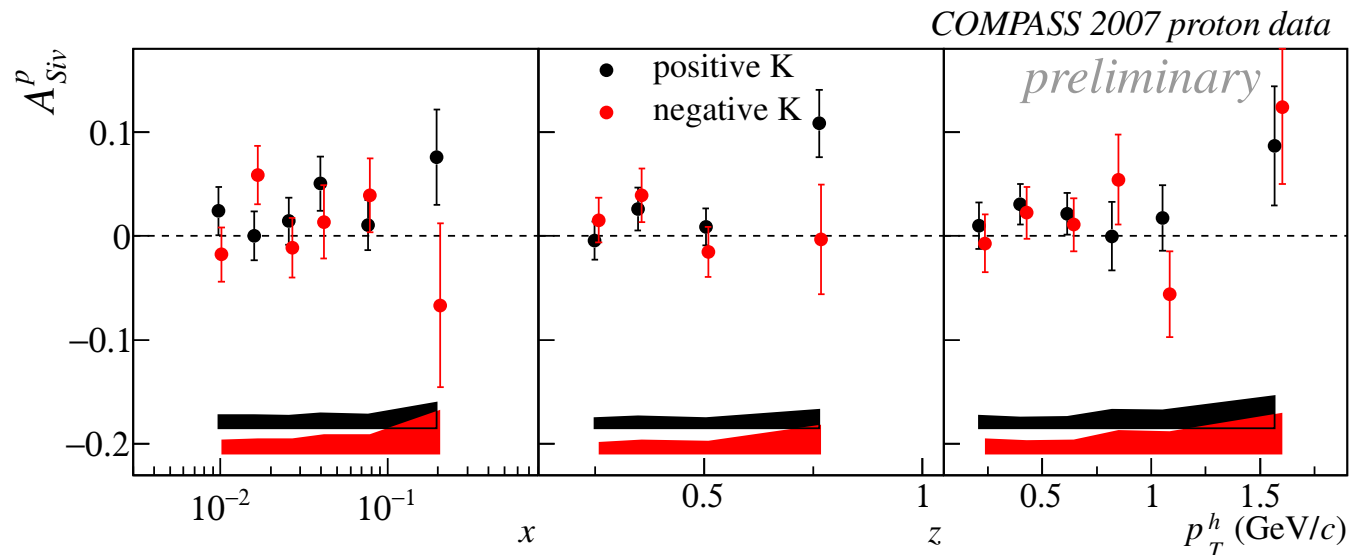 COMPASS 2007 proton data
A^p_Siv
positive K
negative K
preliminary
0.1
0
−0.1
−0.2
10^−2 10^−1 0.5 1 0.5 1 1.5
x z p_T^h (GeV/c)